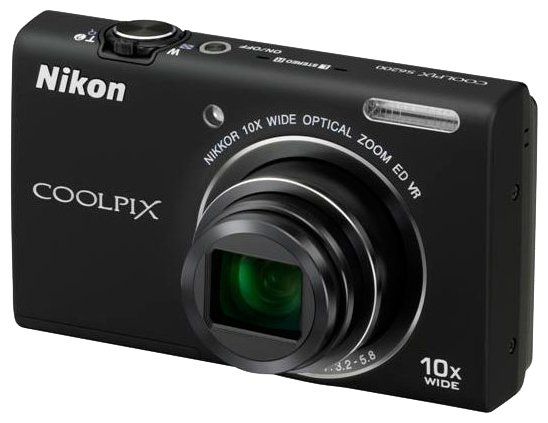 T W
ON/OFF
L STEREO R
COOLPIX S6200
Nikon
NIKKOR 10X WIDE OPTICAL ZOOM ED VR
COOLPIX
3.2-5.8
10x
WIDE